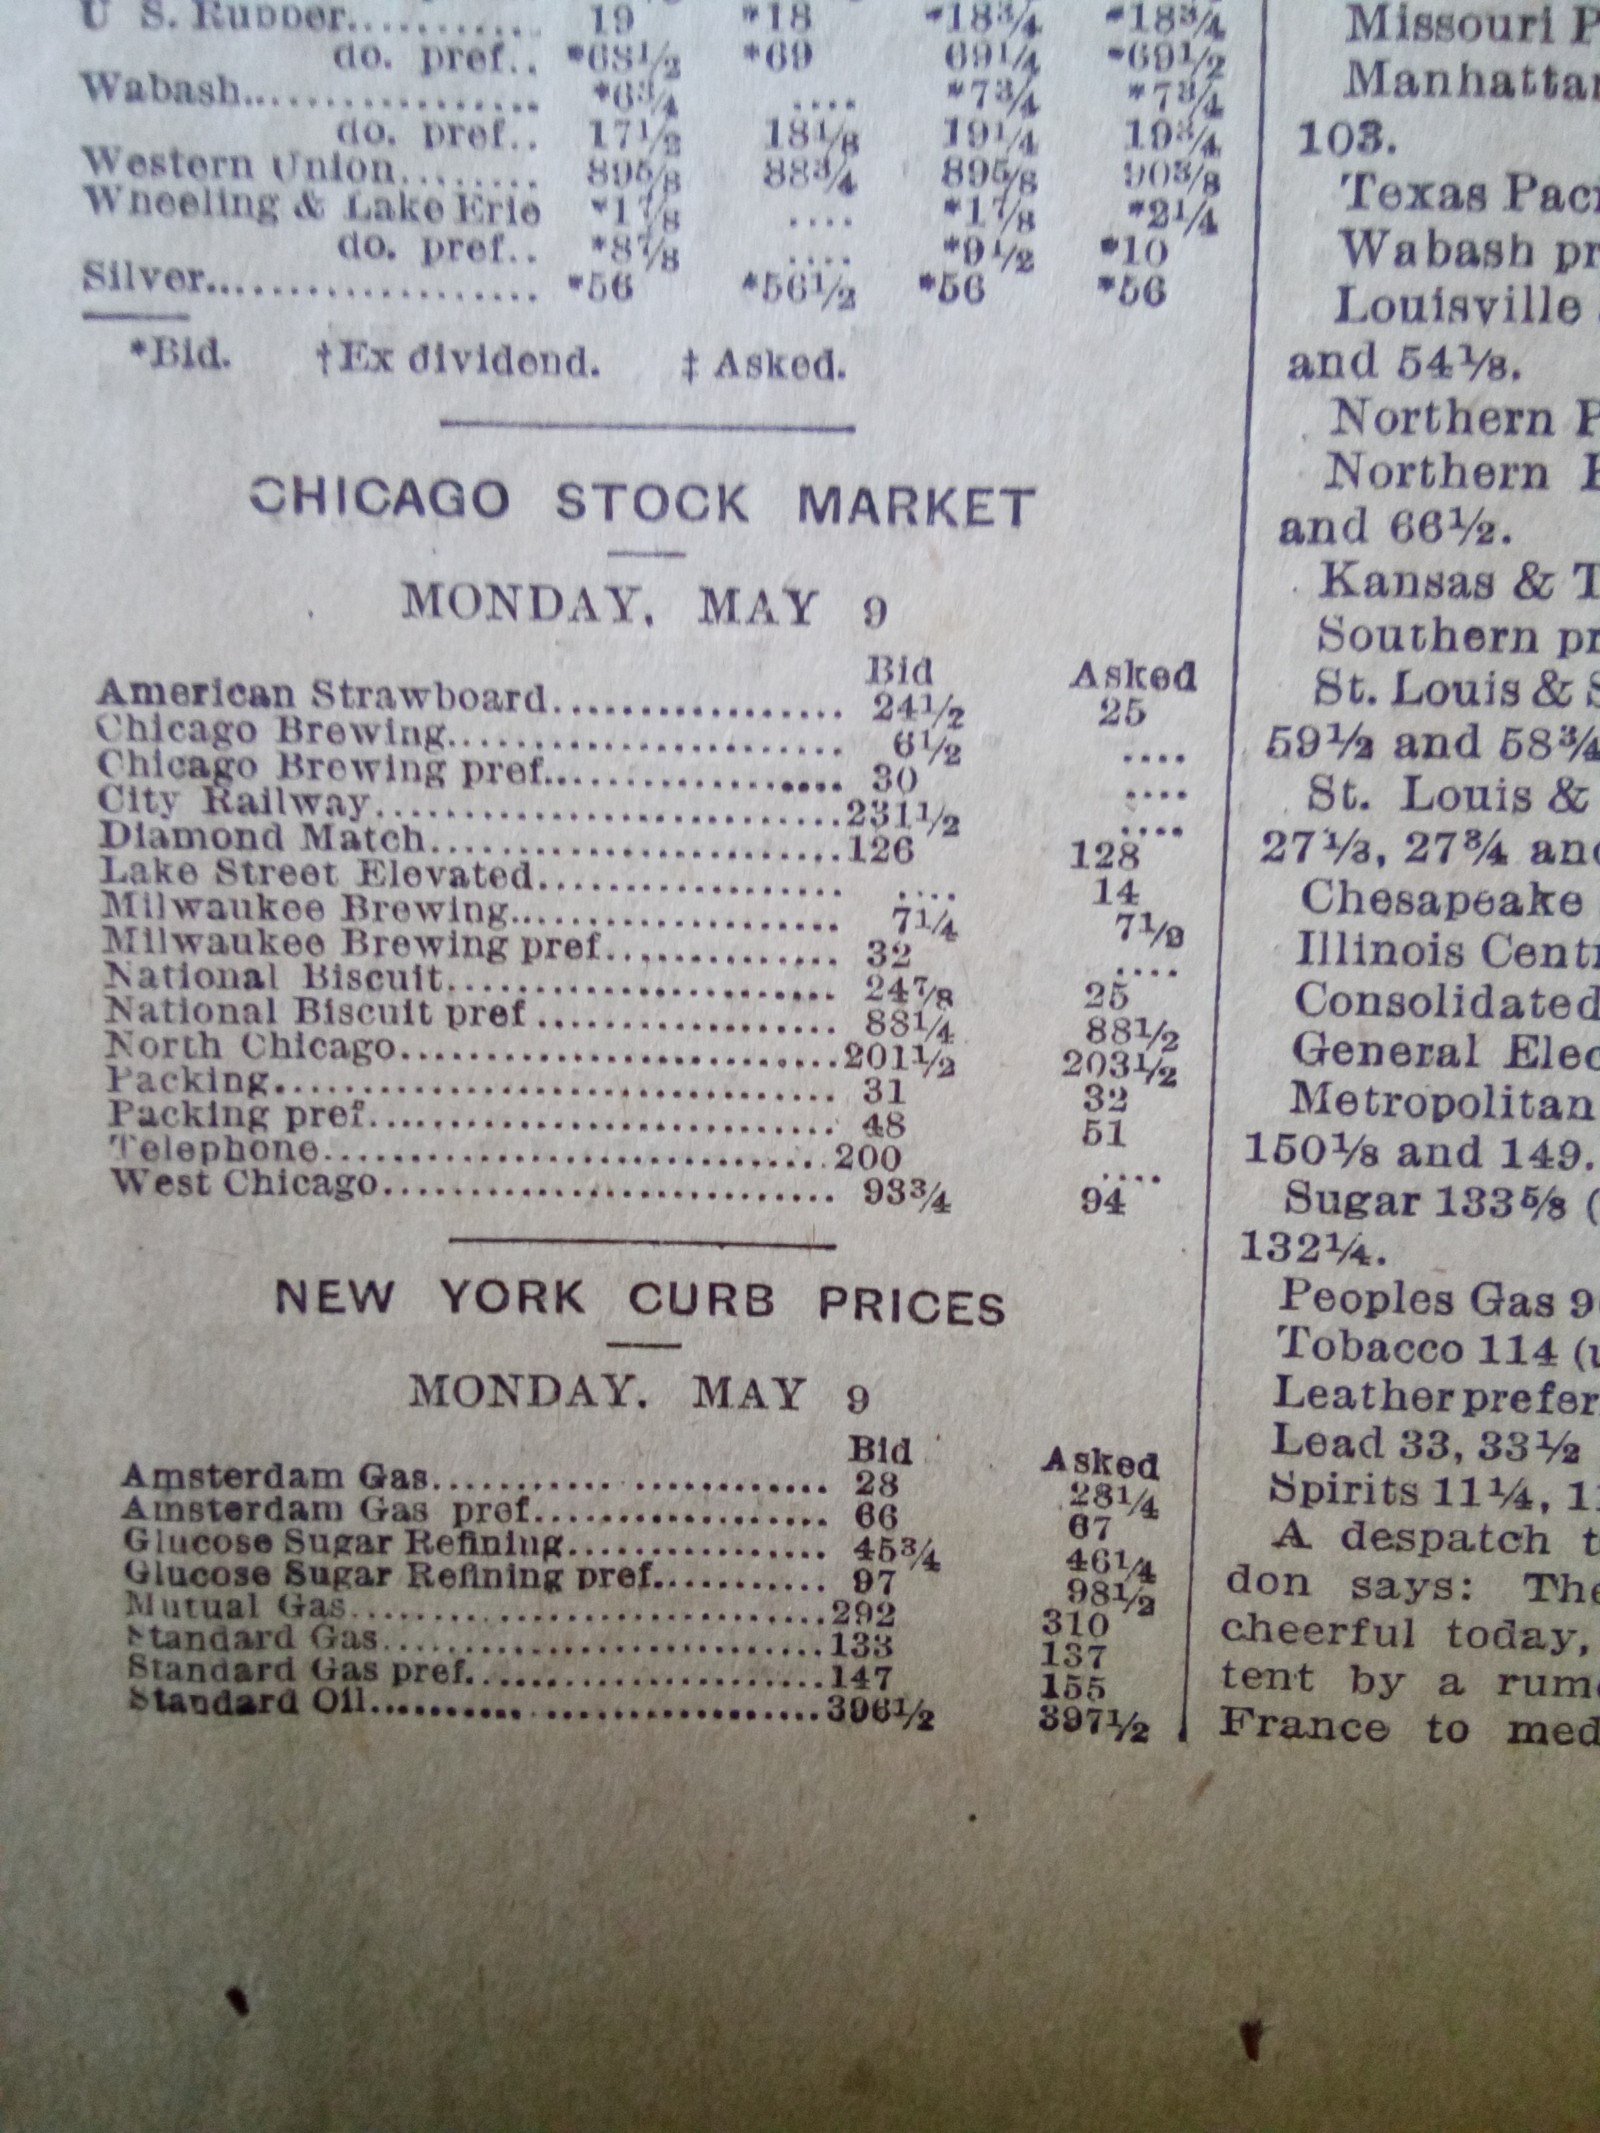 U S. Rubber........... 19 *18 *18¾ *18¾
do. pref.. *68½ *69 69¼ *69½
Wabash................. *6¾ .... *7¾ *7¾
do. pref.. 17½ 18⅛ 19¼ 19¾
Western Union........ 89⅝ 88¾ 89⅝ 90⅜
Wheeling & Lake Erie *1⅞ .... *1⅞ *2¼
do. pref.. *8⅞ .... *9½ *10
Silver.................... *56 *56½ *56 *56
*Bid. †Ex dividend. ‡ Asked.
CHICAGO STOCK MARKET
MONDAY, MAY 9
Bid Asked
American Strawboard................. 24½ 25
Chicago Brewing........................ 6½ ....
Chicago Brewing pref................. 30 ....
City Railway............................231½ ....
Diamond Match........................126 128
Lake Street Elevated.................. .... 14
Milwaukee Brewing.................... 7¼ 7½
Milwaukee Brewing pref.............. 32 ....
National Biscuit........................ 24⅞ 25
National Biscuit pref.................. 88¼ 88½
North Chicago..........................201½ 203½
Packing.................................. 31 32
Packing pref............................ 48 51
Telephone..............................200 ....
West Chicago........................... 93¾ 94
NEW YORK CURB PRICES
MONDAY, MAY 9
Bid Asked
Amsterdam Gas........................ 28 28¼
Amsterdam Gas pref.................. 66 67
Glucose Sugar Refining............... 45¾ 46¼
Glucose Sugar Refining pref.......... 97 98½
Mutual Gas.............................292 310
Standard Gas..........................133 137
Standard Gas pref.....................147 155
Standard Oil............................396½ 397½
Missouri
Manhattan
103.
Texas
Wabash
Louisville
and 54⅛.
Northern
Northern
and 66½.
Kansas &
Southern
St. Louis &
59½ and 58¾
St. Louis &
27⅛, 27¾ and
Chesapeake
Illinois
Consolidated
General
Metropolitan
150⅛ and 149.
Sugar 133⅝ (
132¼.
Peoples Gas
Tobacco 114 (
Leather
Lead 33, 33½
Spirits 11¼,
A despatch
don says: The
cheerful today,
tent by a
France to